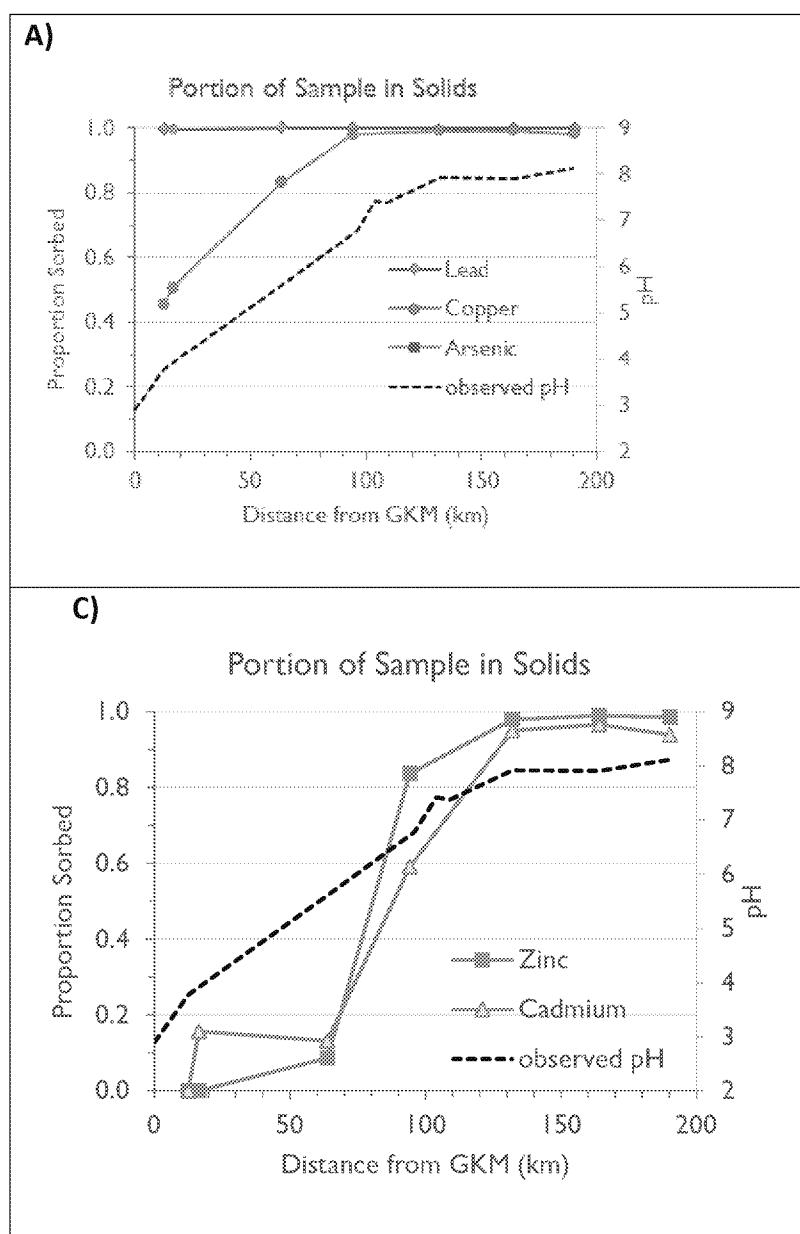 A)
Portion of Sample in Solids
1.0
0.8
0.6
0.4
0.2
0.0
Proportion Sorbed
9
8
7
6
5
4
3
2
pH
Lead
Copper
Arsenic
observed pH
0
50
100
150
200
Distance from GKM (km)
C)
Portion of Sample in Solids
1.0
0.8
0.6
0.4
0.2
0.0
Proportion Sorbed
9
8
7
6
5
4
3
2
pH
Zinc
Cadmium
observed pH
0
50
100
150
200
Distance from GKM (km)